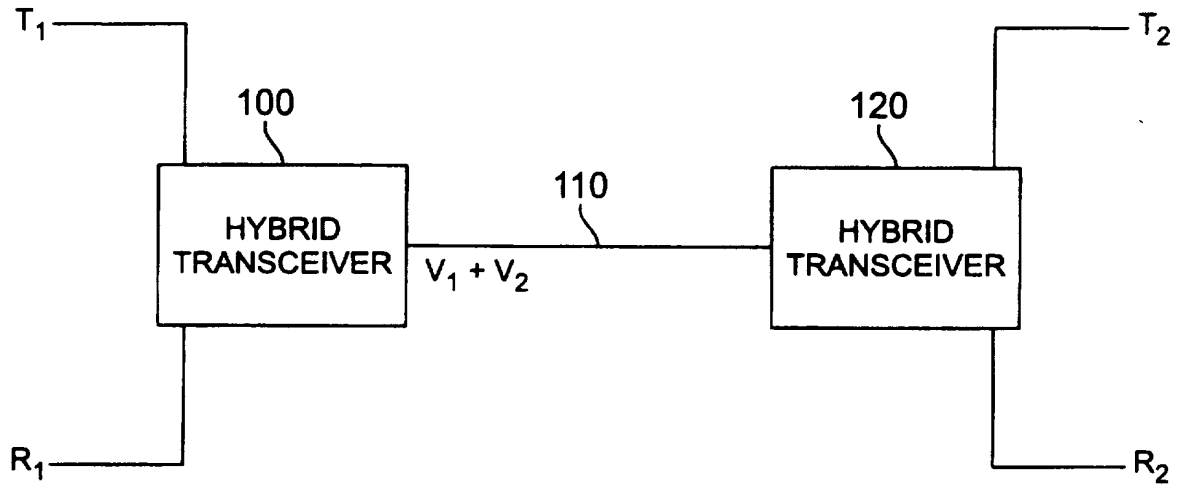 T1
T2
100
120
110
HYBRID
TRANSCEIVER
HYBRID
TRANSCEIVER
V1 + V2
R1
R2